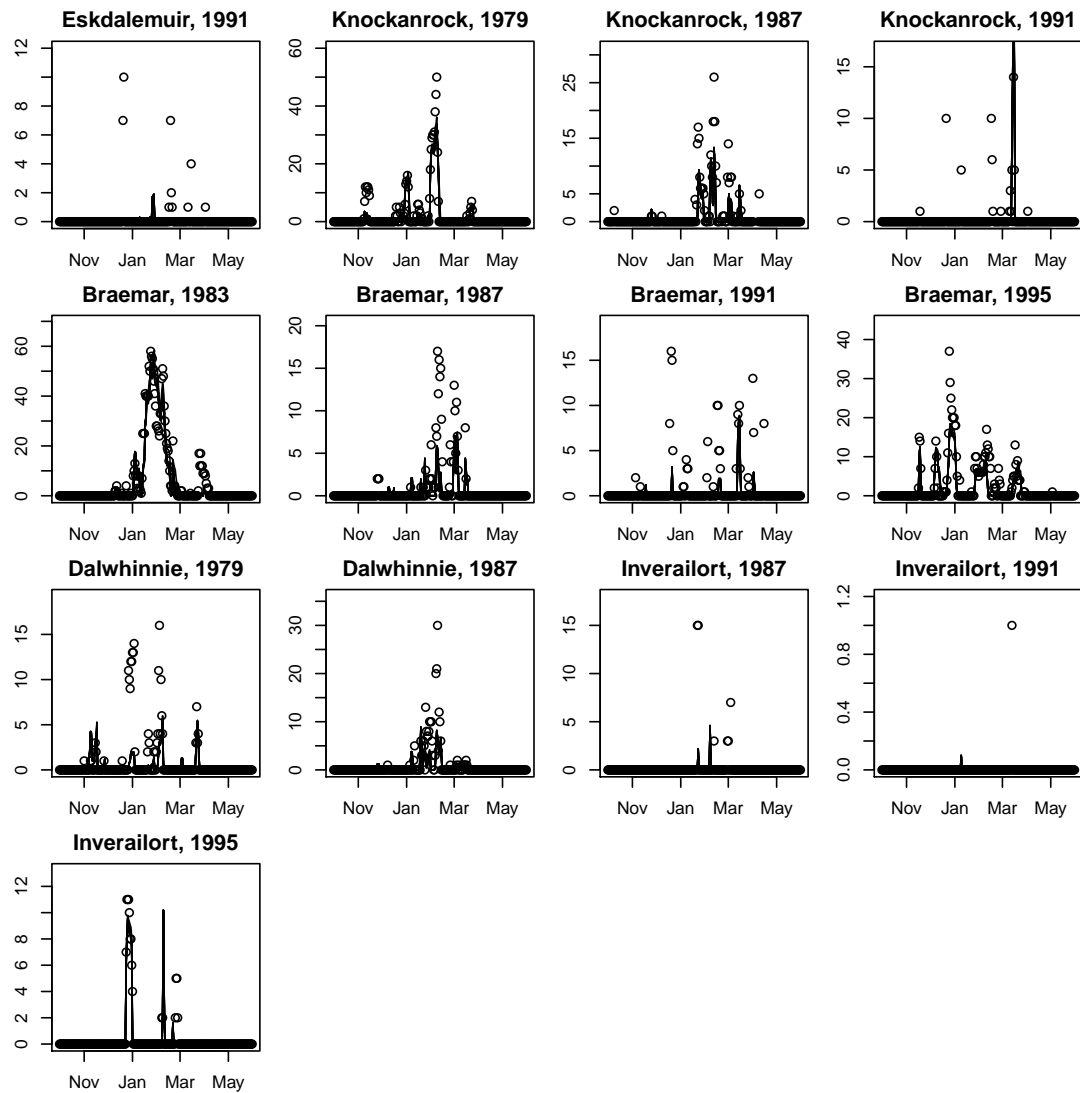 Eskdalemuir, 1991
12
10
8
6
4
2
0
Nov Jan Mar May
Knockanrock, 1979
60
40
20
0
Nov Jan Mar May
Knockanrock, 1987
25
15
5
0
Nov Jan Mar May
Knockanrock, 1991
15
10
5
0
Nov Jan Mar May
Braemar, 1983
60
40
20
0
Nov Jan Mar May
Braemar, 1987
20
15
10
5
0
Nov Jan Mar May
Braemar, 1991
15
10
5
0
Nov Jan Mar May
Braemar, 1995
40
30
20
10
0
Nov Jan Mar May
Dalwhinnie, 1979
15
10
5
0
Nov Jan Mar May
Dalwhinnie, 1987
30
20
10
0
Nov Jan Mar May
Inverailort, 1987
15
10
5
0
Nov Jan Mar May
Inverailort, 1991
1.2
0.8
0.4
0.0
Nov Jan Mar May
Inverailort, 1995
12
8
6
4
2
0
Nov Jan Mar May